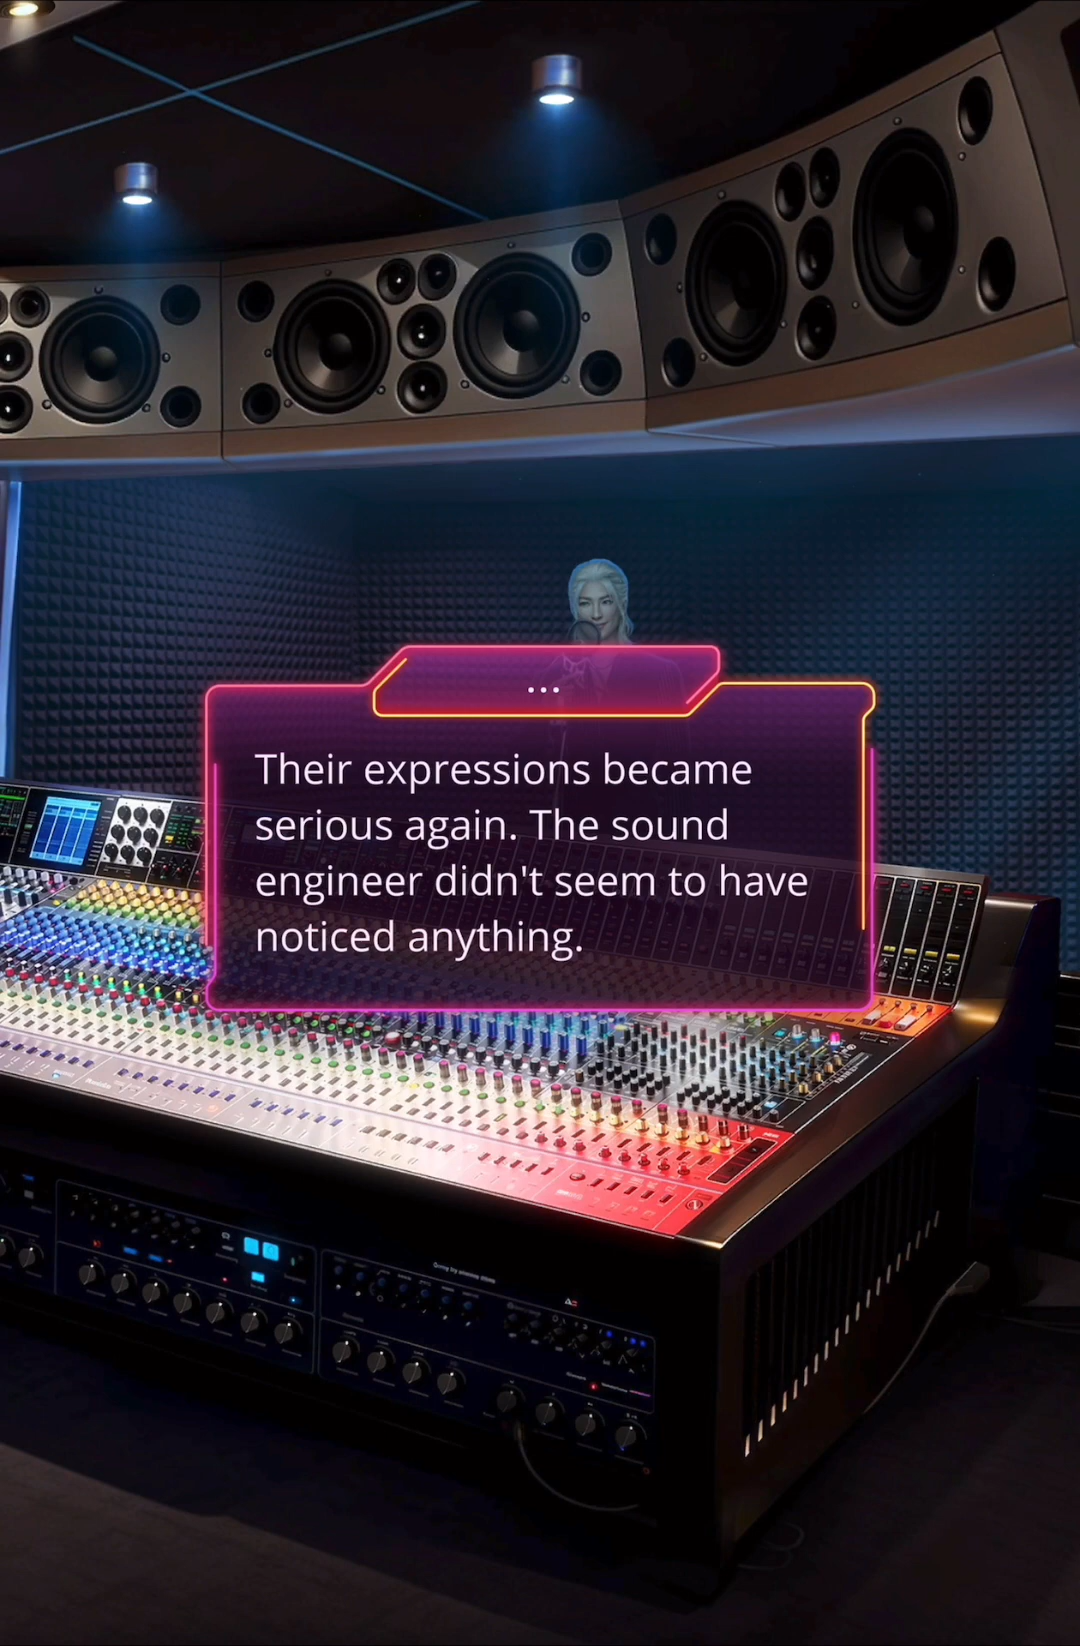 ...
Their expressions became
serious again. The sound
engineer didn't seem to have
noticed anything.